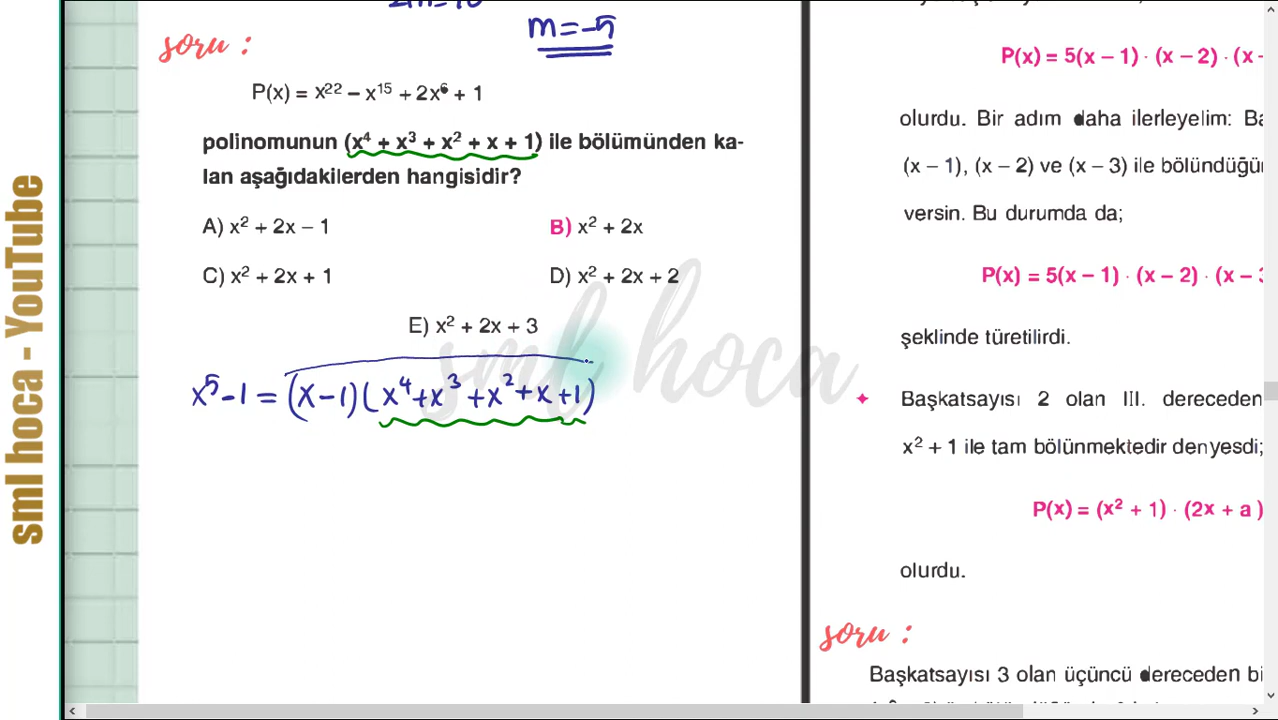 m = -5
soru :
P(x) = x²² – x¹⁵ + 2x⁶ + 1
polinomunun (x⁴ + x³ + x² + x + 1) ile bölümünden ka-
lan aşağıdakilerden hangisidir?
A) x² + 2x – 1
B) x² + 2x
C) x² + 2x + 1
D) x² + 2x + 2
E) x² + 2x + 3
x⁵-1 = (x-1)(x⁴+x³+x²+x+1)
sml hoca
sml hoca - YouTube
P(x) = 5(x – 1) · (x – 2) · (x-
olurdu. Bir adım daha ilerleyelim: Ba
(x – 1), (x – 2) ve (x – 3) ile bölündüğü
versin. Bu durumda da;
P(x) = 5(x – 1) · (x – 2) · (x – 3
şeklinde türetilirdi.
Başkatsayısı 2 olan III. dereceden
x² + 1 ile tam bölünmektedir denyesdi;
P(x) = (x² + 1) · (2x + a )
olurdu.
soru :
Başkatsayısı 3 olan üçüncü dereceden bi